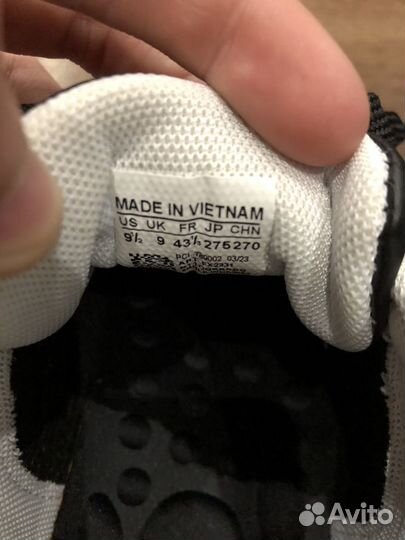 MADE IN VIETNAM
US UK FR JP CHN
9½ 9 43⅓ 275 270
03/23
Avito